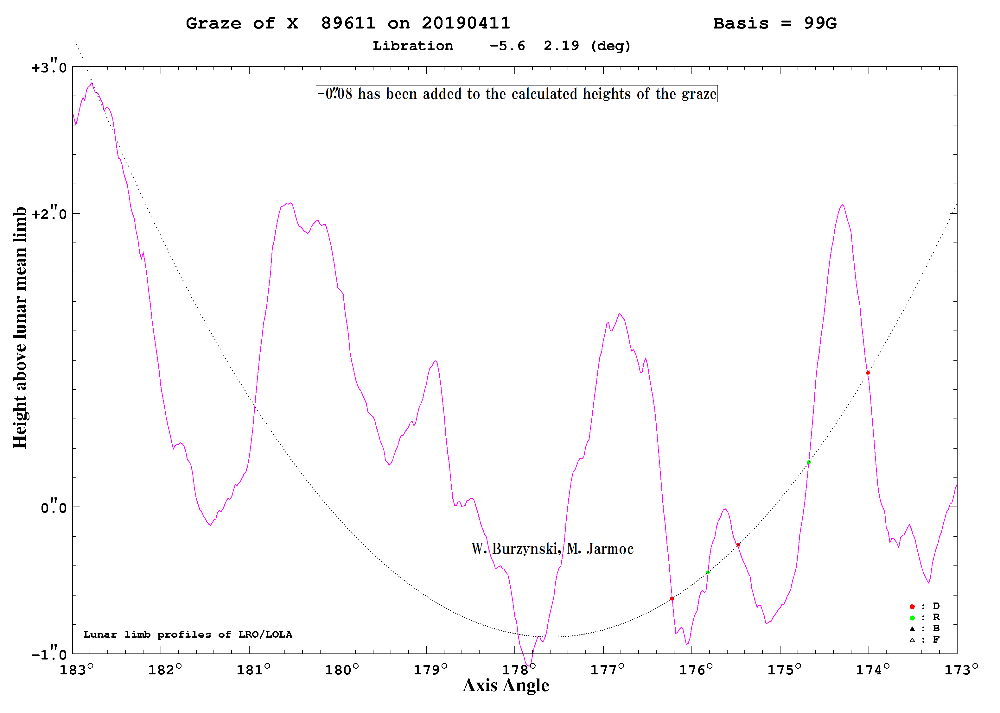 Graze of X 89611 on 20190411 Basis = 99G
Libration -5.6 2.19 (deg)
+3".0
-0".08 has been added to the calculated heights of the graze
+2".0
Height above lunar mean limb
0".0
W. Burzynski, M. Jarmoc
: D
: R
: B
: F
Lunar limb profiles of LRO/LOLA
-1".0
183° 182° 181° 180° 179° 178° 177° 176° 175° 174° 173°
Axis Angle